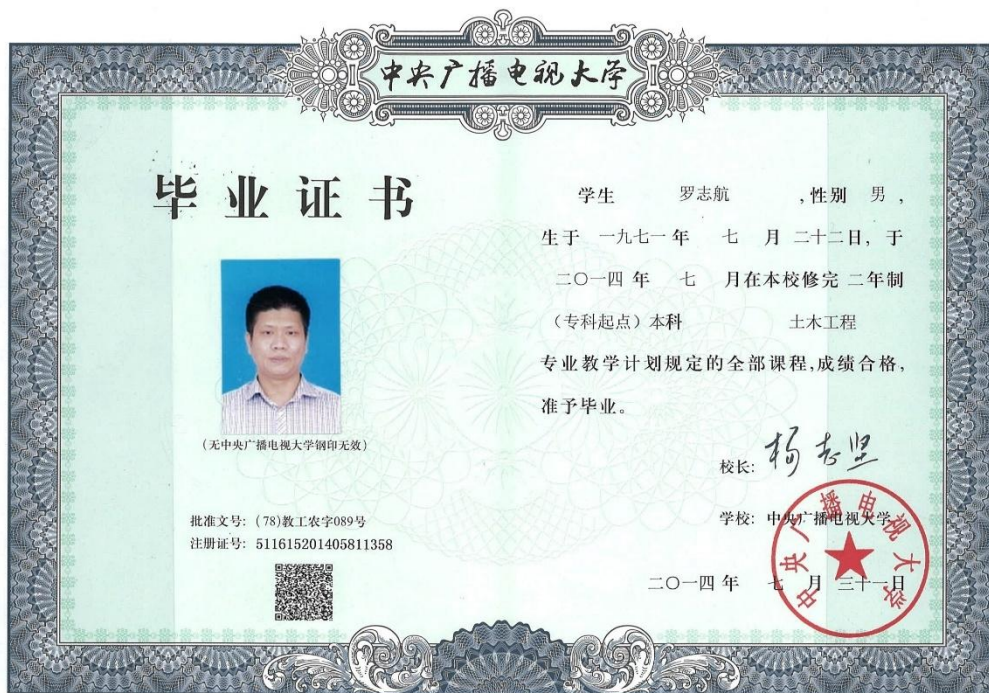 中央广播电视大学
毕业证书
(无中央广播电视大学钢印无效)
批准文号:(78)教工农字089号
注册证号:511615201405811358
学生 罗志航 ,性别 男,
生于 一九七一 年 七 月 二十二日,于
二〇一四 年 七 月在本校修完 二年制
(专科起点)本科 土木工程
专业教学计划规定的全部课程,成绩合格,
准予毕业。
校长:杨志坚
学校:中央广播电视大学
二〇一四 年 七 月 三十一日
中央广播电视大学